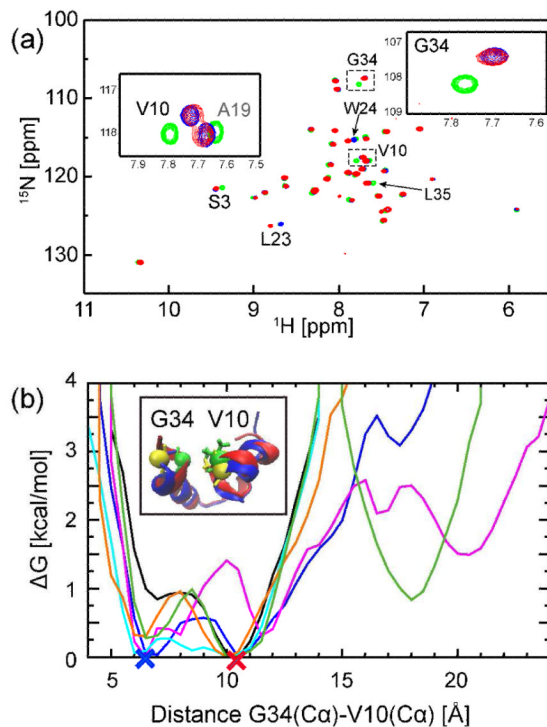 (a)
100
105
110
115
120
125
130
¹⁵N [ppm]
11 10 9 8 7 6
¹H [ppm]
V10 A19
117
118
7.9 7.8 7.7 7.6 7.5
G34
107
108
109
7.8 7.7 7.6
G34
W24
V10
L35
S3
L23
(b)
4
3
2
1
0
ΔG [kcal/mol]
G34 V10
5 10 15 20
Distance G34(Cα)-V10(Cα) [Å]